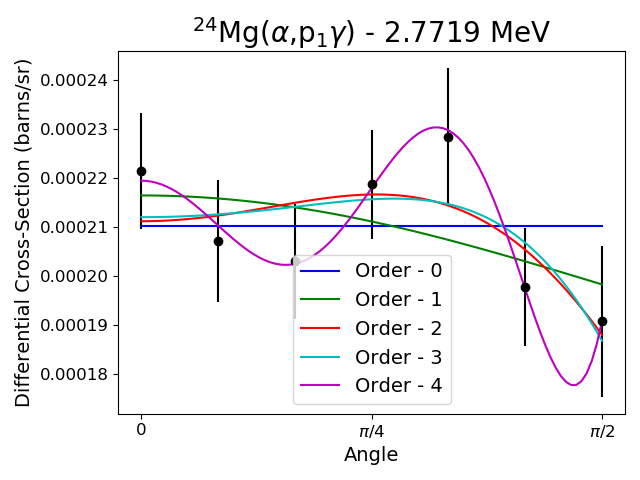 ²⁴Mg(α,p₁γ) - 2.7719 MeV
Differential Cross-Section (barns/sr)
0.00024
0.00023
0.00022
0.00021
0.00020
0.00019
0.00018
Order - 0
Order - 1
Order - 2
Order - 3
Order - 4
0
π/4
π/2
Angle